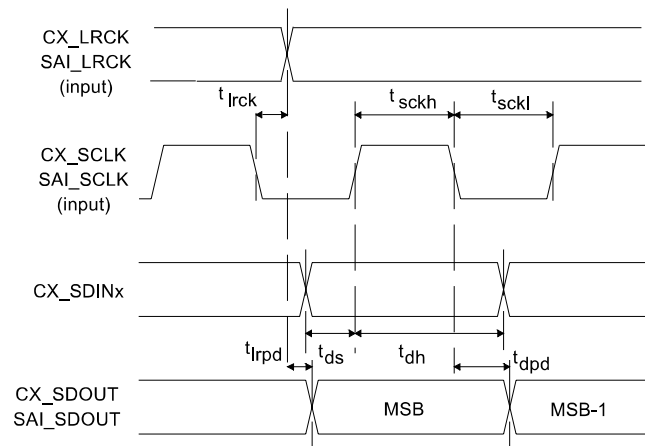 CX_LRCK
SAI_LRCK
(input)
t lrck
t sckh
t sckl
CX_SCLK
SAI_SCLK
(input)
CX_SDINx
t lrpd
t ds
t dh
t dpd
CX_SDOUT
SAI_SDOUT
MSB
MSB-1